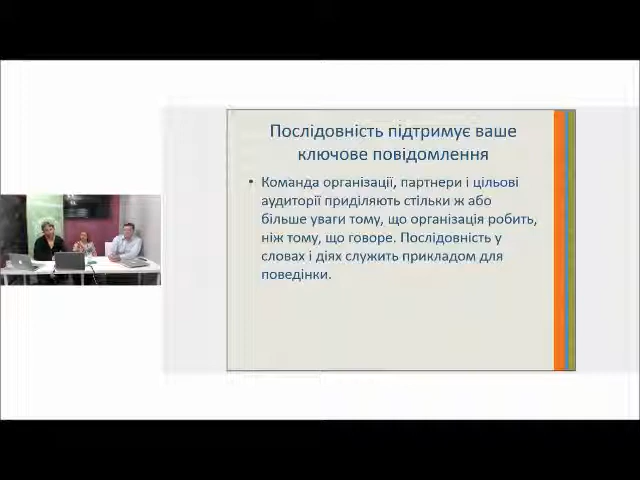 Послідовність підтримує ваше
ключове повідомлення
• Команда організації, партнери і цільові
аудиторії приділяють стільки ж або
більше уваги тому, що організація робить,
ніж тому, що говоре. Послідовність у
словах і діях служить прикладом для
поведінки.